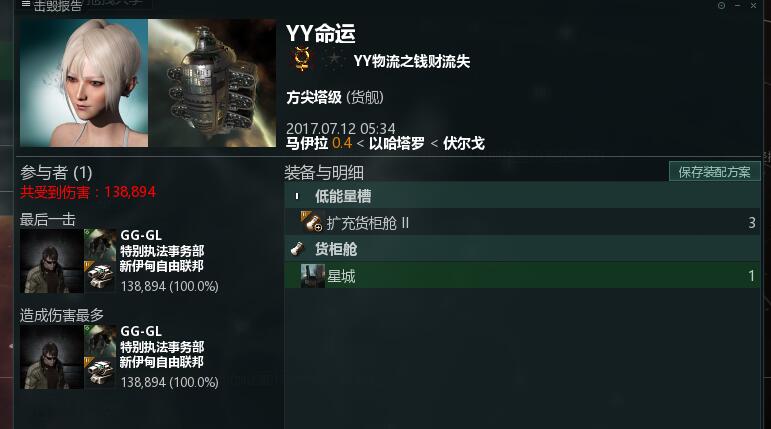 击毁报告
YY命运
YY物流之钱财流失
方尖塔级 (货舰)
2017.07.12 05:34
马伊拉 0.4 < 以哈塔罗 < 伏尔戈
参与者 (1)
共受到伤害：138,894
最后一击
GG-GL
特别执法事务部
新伊甸自由联邦
138,894 (100.0%)
造成伤害最多
GG-GL
特别执法事务部
新伊甸自由联邦
138,894 (100.0%)
装备与明细
保存装配方案
低能量槽
扩充货柜舱 II 3
货柜舱
星城 1